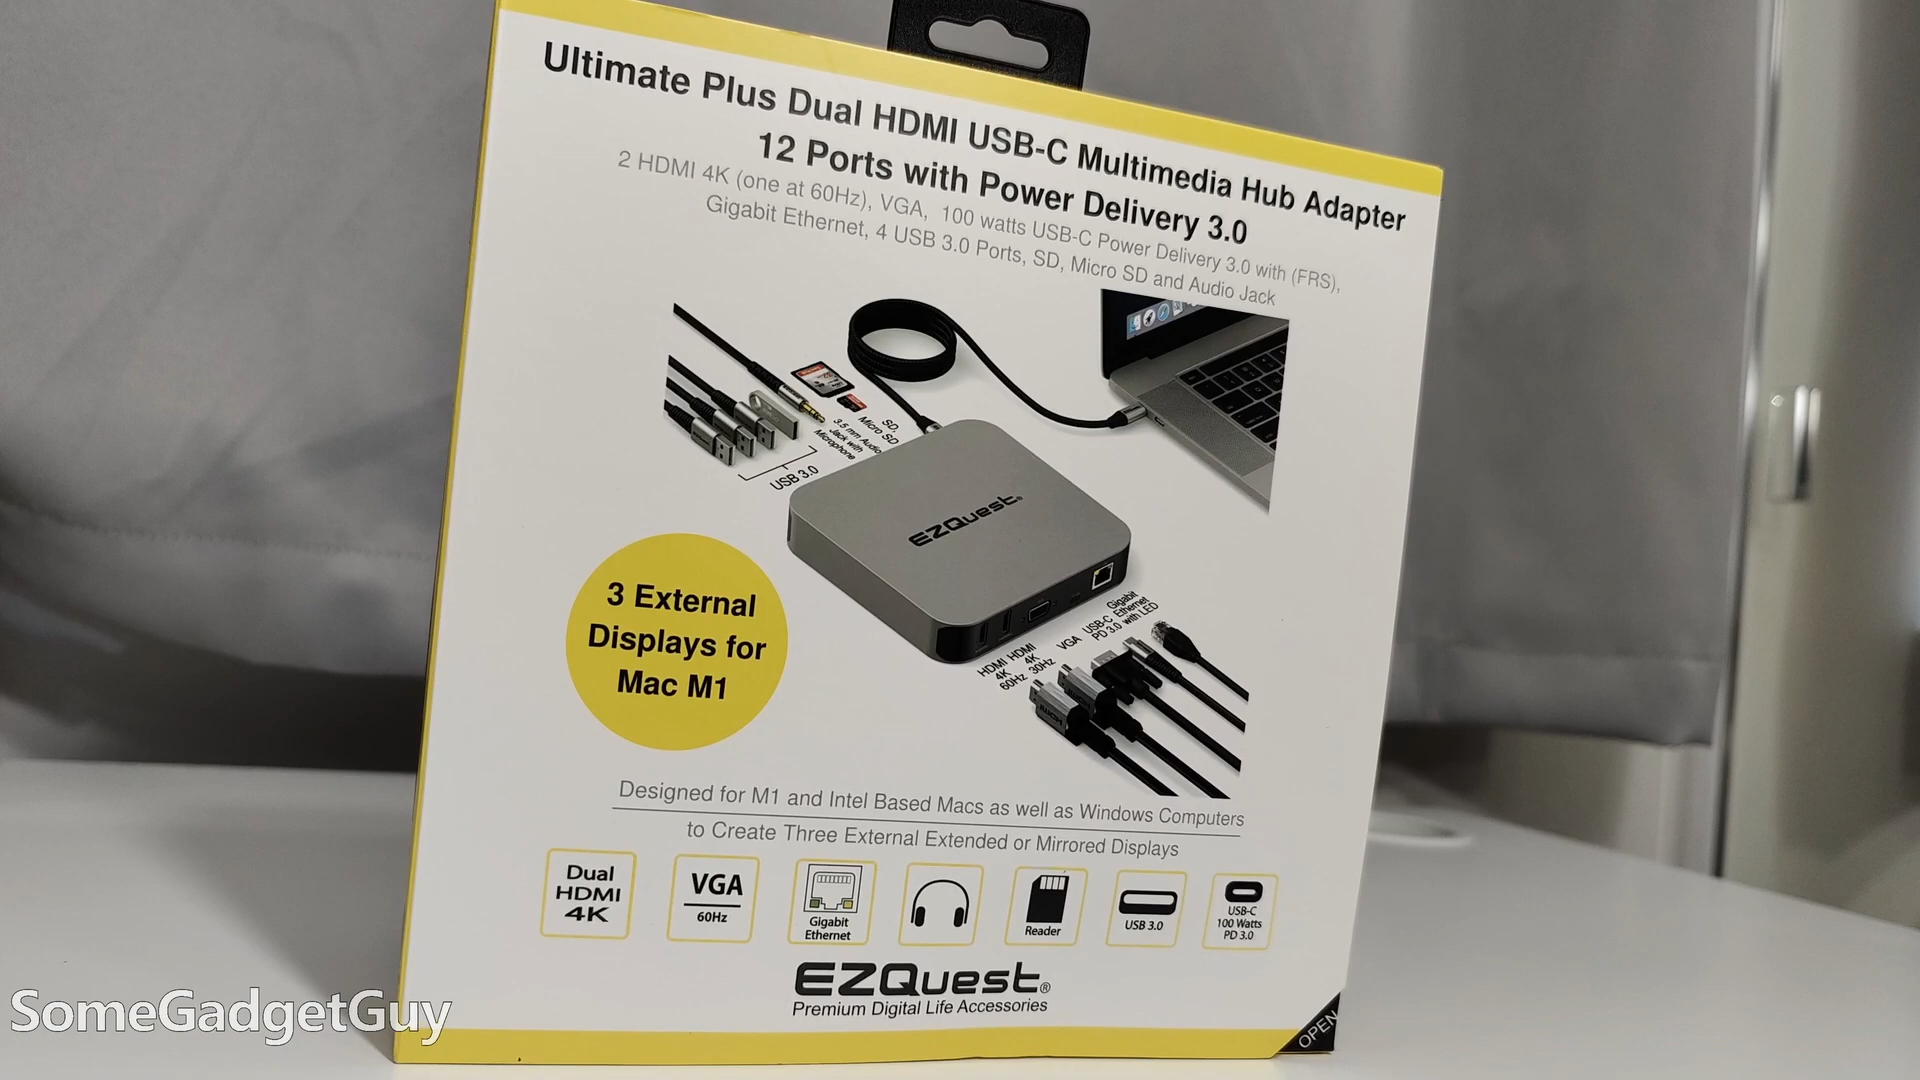 Ultimate Plus Dual HDMI USB-C Multimedia Hub Adapter
12 Ports with Power Delivery 3.0
2 HDMI 4K (one at 60Hz), VGA, 100 watts USB-C Power Delivery 3.0 with (FRS),
Gigabit Ethernet, 4 USB 3.0 Ports, SD, Micro SD and Audio Jack
SD,
Micro SD
3.5 mm Audio
Jack with
Microphone
USB 3.0
EZQuest®
3 External
Displays for
Mac M1
HDMI
4K
60Hz
HDMI
4K
30Hz
VGA
USB-C
PD 3.0
Gigabit
Ethernet
with LED
HDMI
HDMI
Designed for M1 and Intel Based Macs as well as Windows Computers
to Create Three External Extended or Mirrored Displays
Dual
HDMI
4K
VGA
60Hz
Gigabit
Ethernet
Reader
USB 3.0
USB-C
100 Watts
PD 3.0
EZQuest®
Premium Digital Life Accessories
OPEN
SomeGadgetGuy